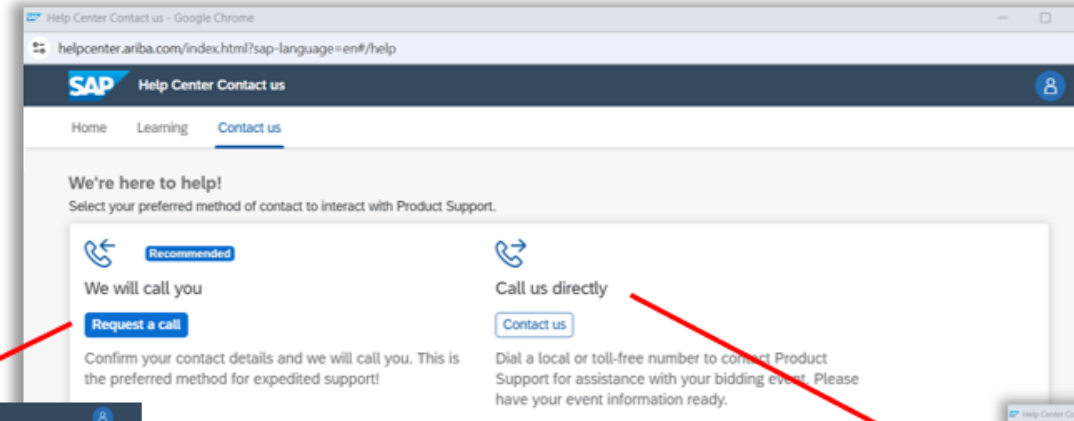 Help Center Contact us - Google Chrome
helpcenter.ariba.com/index.html?sap-language=en#/help
SAP Help Center Contact us
Home Learning Contact us
We're here to help!
Select your preferred method of contact to interact with Product Support.
Recommended
We will call you
Request a call
Confirm your contact details and we will call you. This is
the preferred method for expedited support!
Call us directly
Contact us
Dial a local or toll-free number to contact Product
Support for assistance with your bidding event. Please
have your event information ready.
Help Center Co